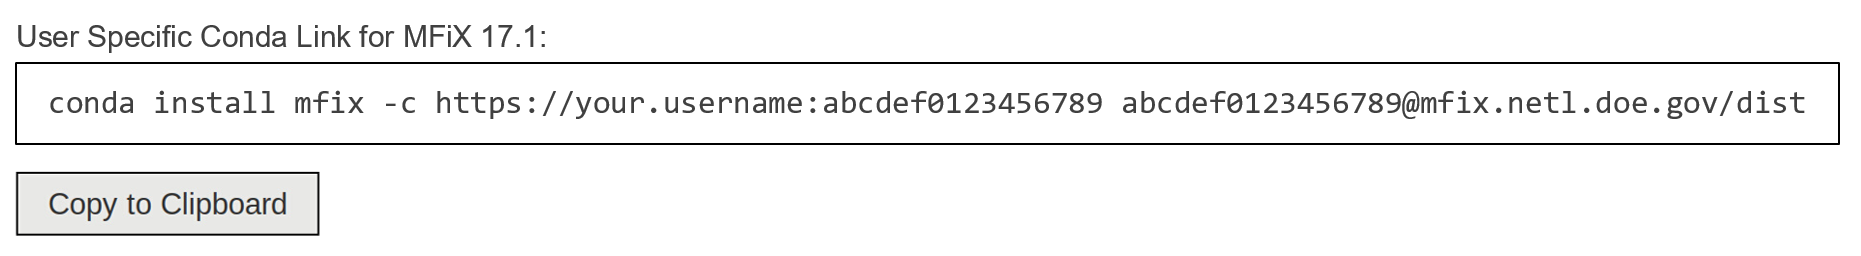 User Specific Conda Link for MFiX 17.1:
conda install mfix -c https://your.username:abcdef0123456789 abcdef0123456789@mfix.netl.doe.gov/dist
Copy to Clipboard